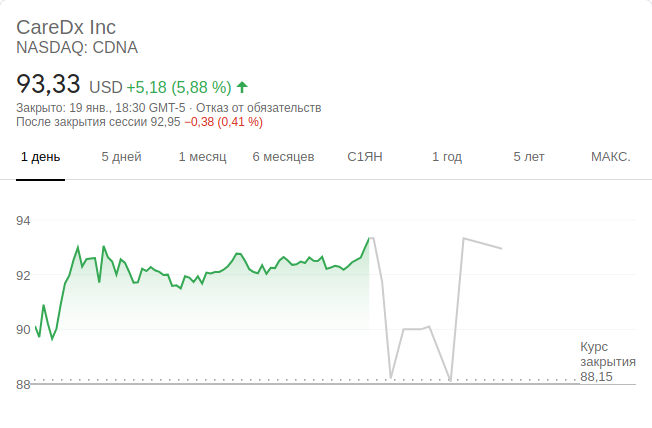 CareDx Inc
NASDAQ: CDNA
93,33 USD +5,18 (5,88 %)
Закрыто: 19 янв., 18:30 GMT-5 · Отказ от обязательств
После закрытия сессии 92,95 −0,38 (0,41 %)
1 день 5 дней 1 месяц 6 месяцев С1ЯН 1 год 5 лет МАКС.
94
92
90
Курс
закрытия
88,15
88